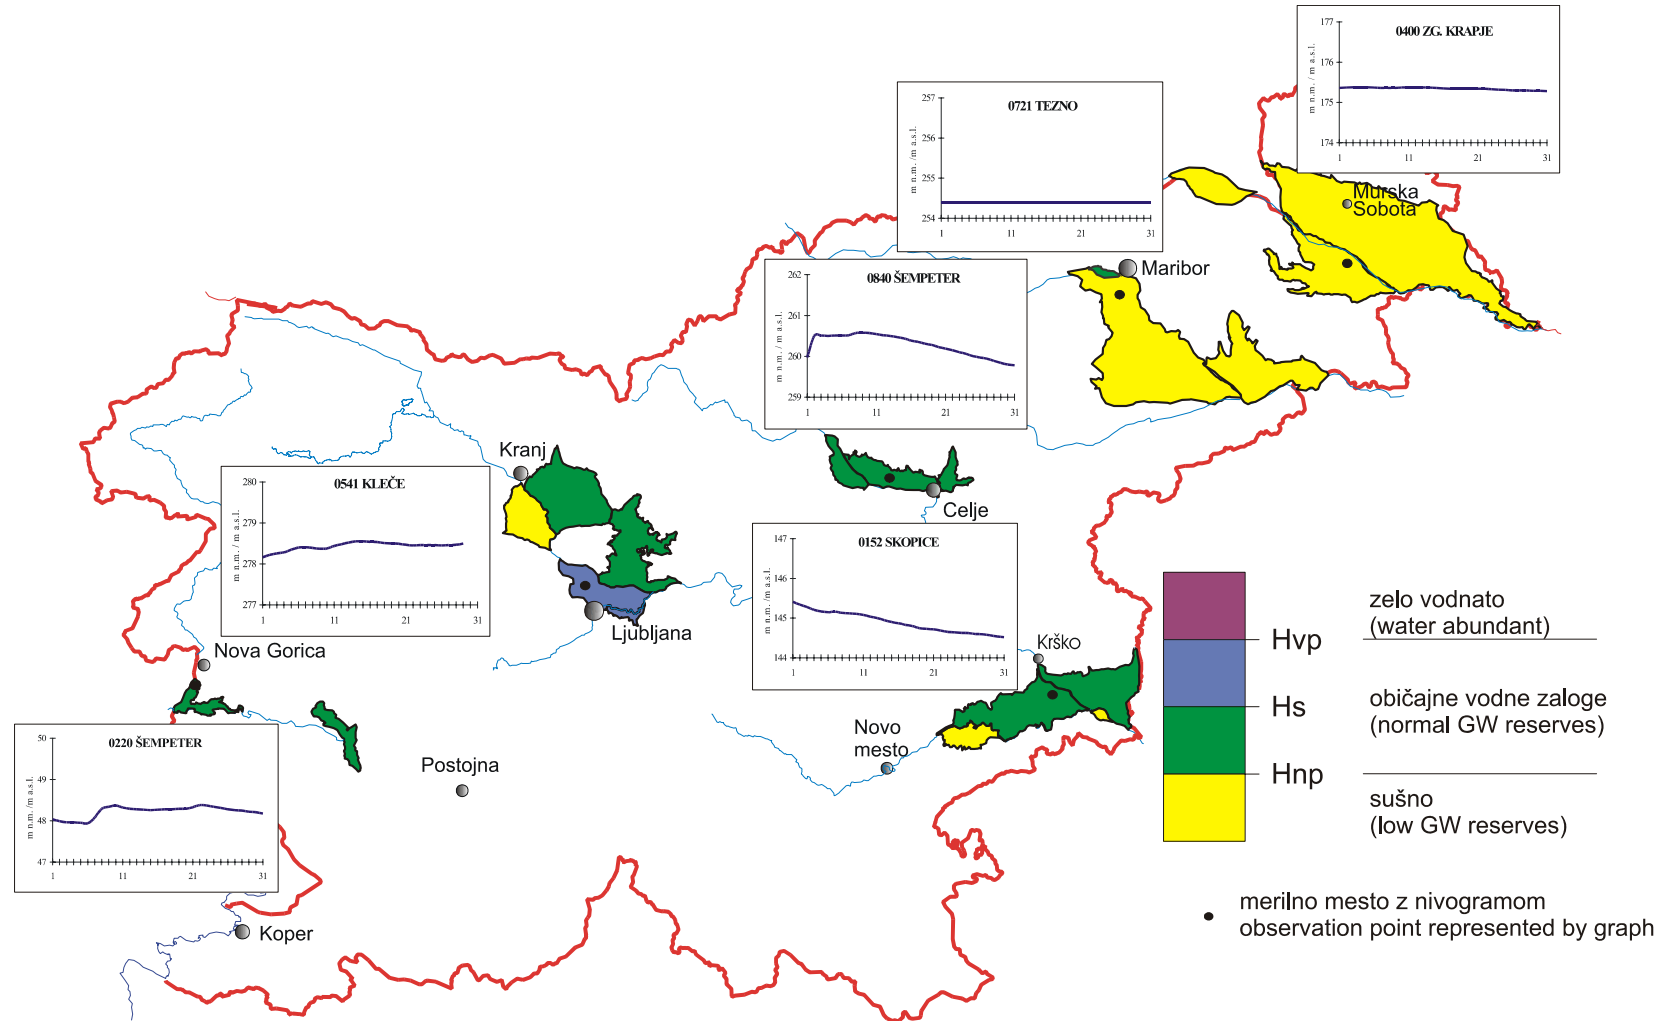 0400 ZG. KRAPJE
m n.m. / m a.s.l.
177
176
175
174
1 11 21 31
0721 TEZNO
m n.m. /m a.s.l.
257
256
255
254
1 11 21 31
Murska
Sobota
Maribor
0840 ŠEMPETER
m n.m. / m a.s.l.
262
261
260
259
1 11 21 31
Kranj
Celje
0541 KLEČE
m n.m. / m a.s.l.
280
279
278
277
1 11 21 31
0152 SKOPICE
m n.m. /m a.s.l.
147
146
145
144
1 11 21 31
Ljubljana
Nova Gorica
Krško
Novo
mesto
0220 ŠEMPETER
m n.m. /m a.s.l.
50
49
48
47
1 11 21 31
Postojna
Koper
zelo vodnato
(water abundant)
Hvp
Hs
običajne vodne zaloge
(normal GW reserves)
Hnp
sušno
(low GW reserves)
merilno mesto z nivogramom
observation point represented by graph